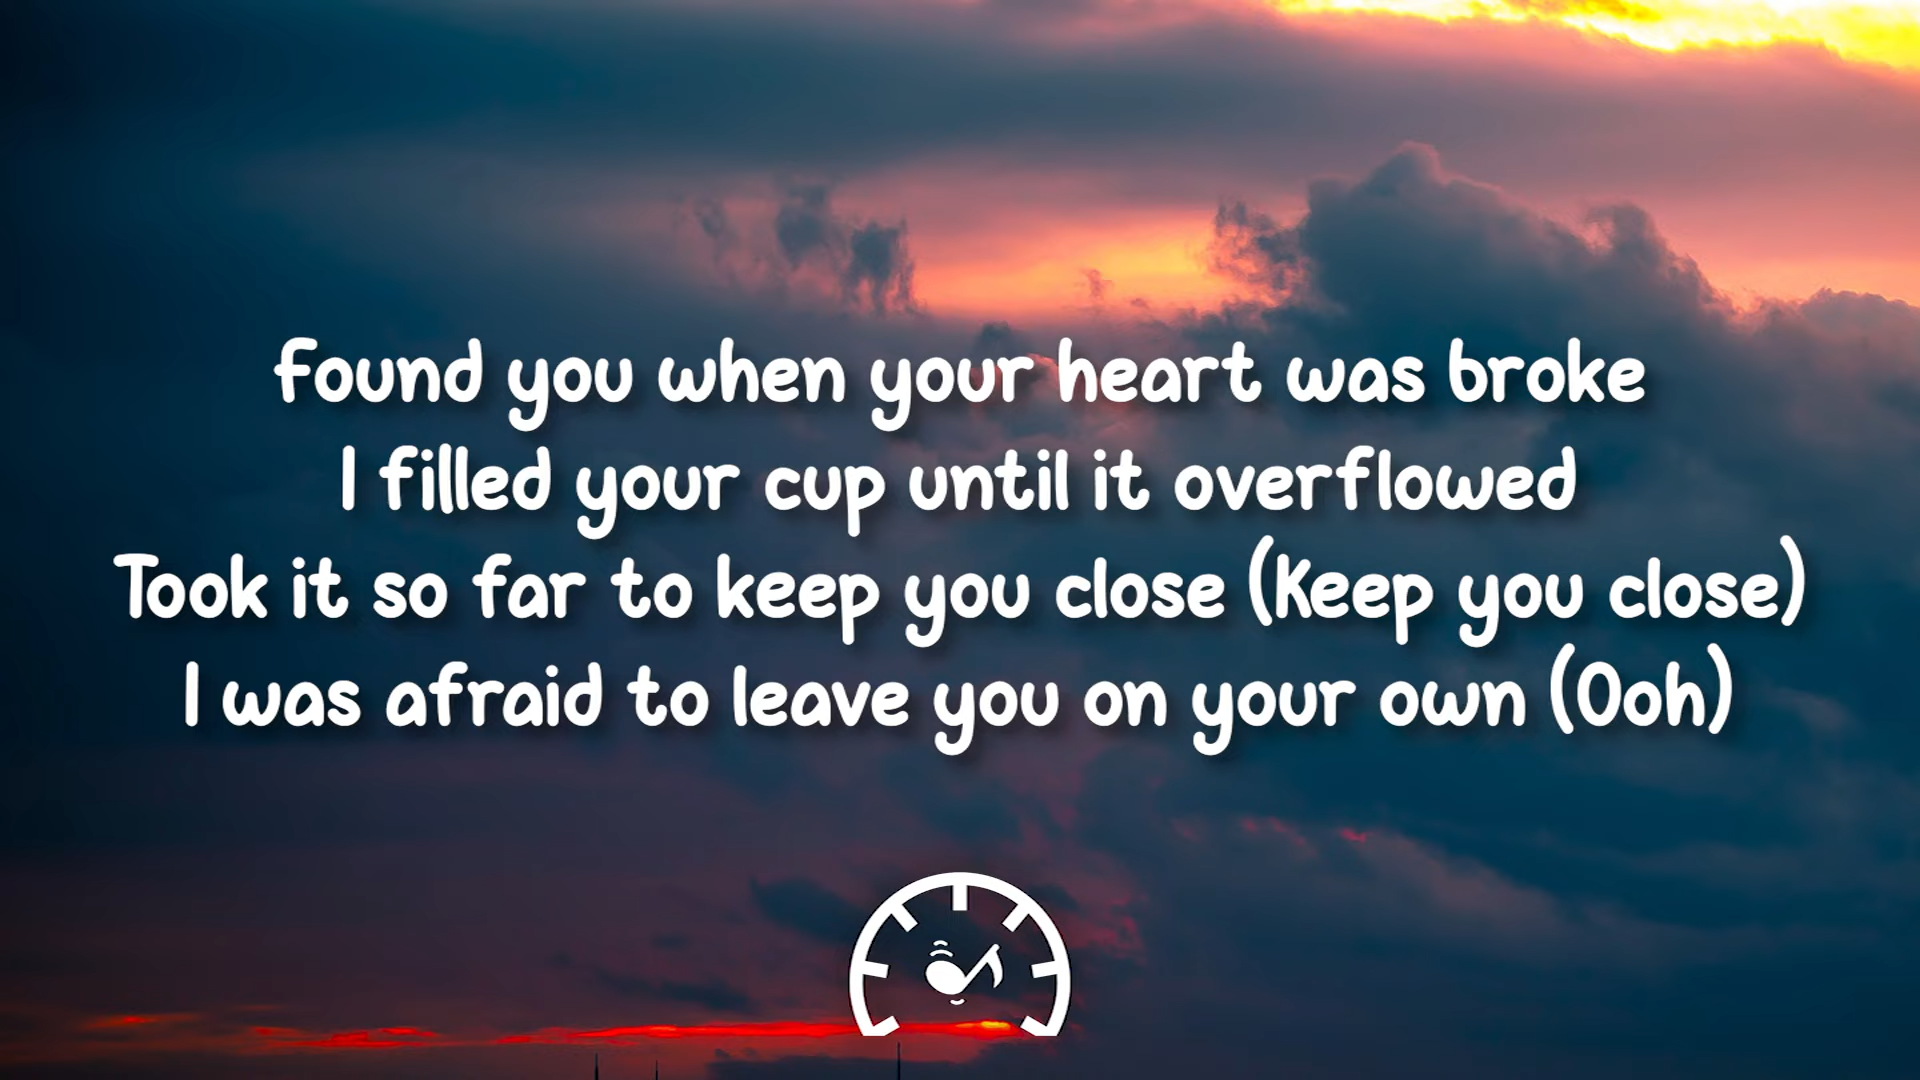 Found you when your heart was broke
I filled your cup until it overflowed
Took it so far to keep you close (Keep you close)
I was afraid to leave you on your own (Ooh)